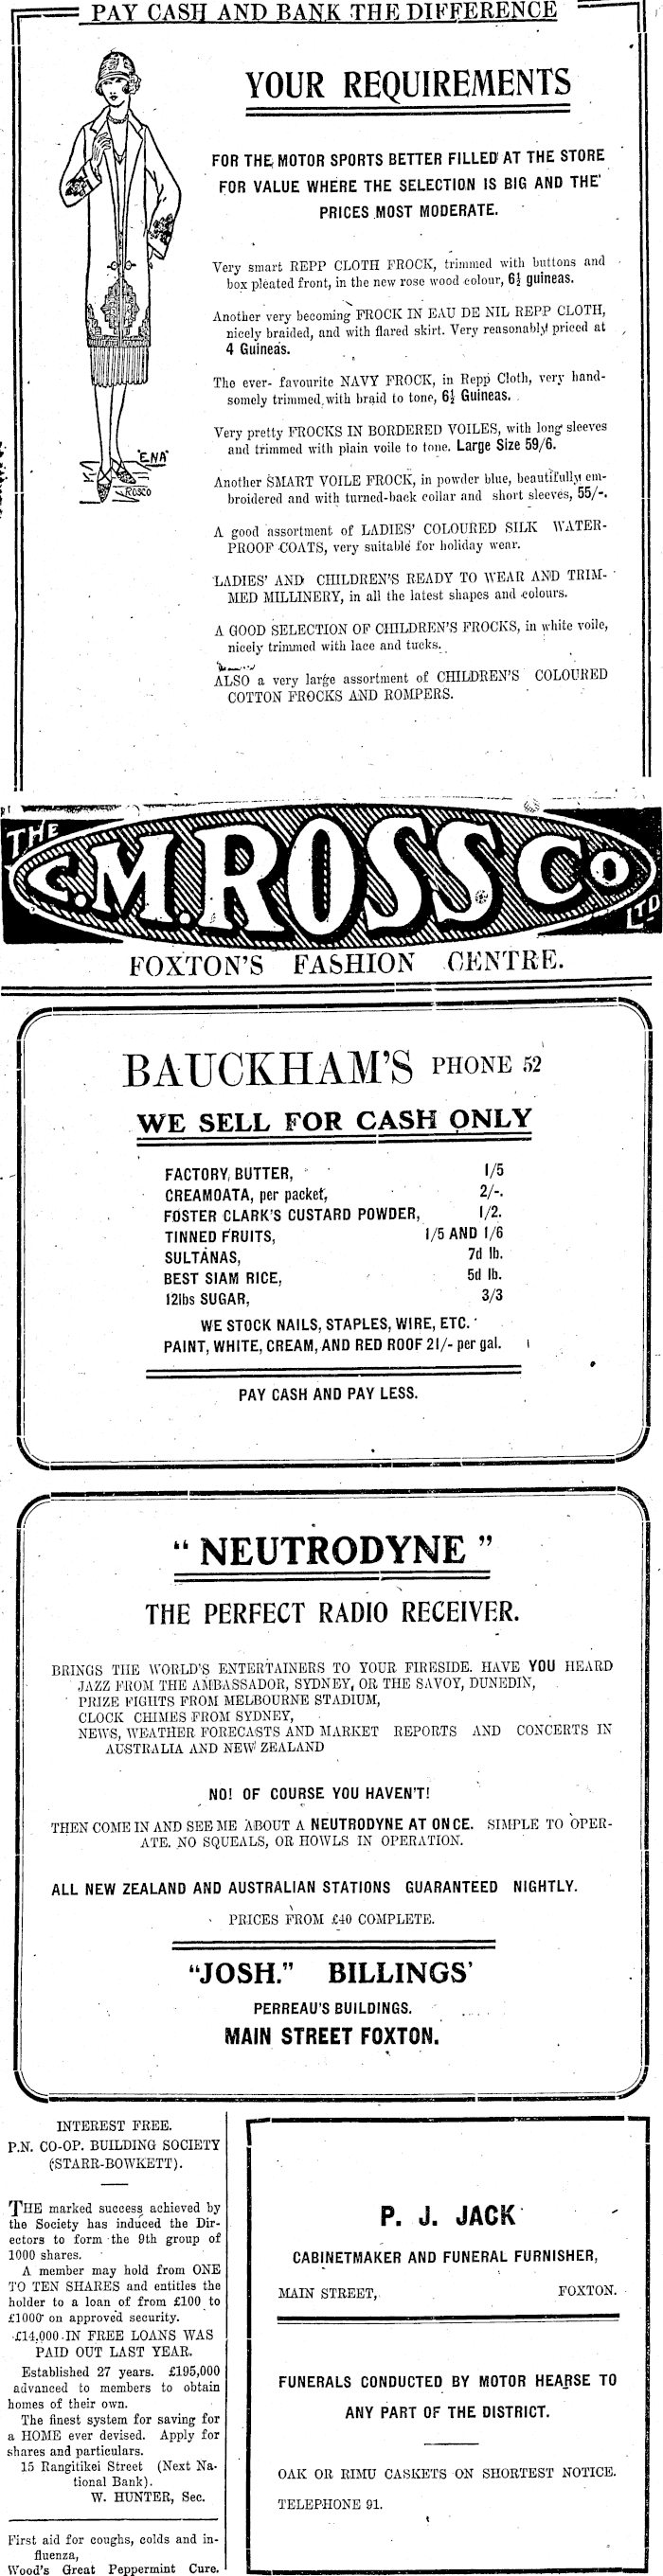 PAY CASH AND BANK THE DIFFERENCE
YOUR REQUIREMENTS
FOR THE MOTOR SPORTS BETTER FILLED AT THE STORE
FOR VALUE WHERE THE SELECTION IS BIG AND THE
PRICES MOST MODERATE.
Very smart REPP CLOTH FROCK, trimmed with buttons and
box pleated front, in the new rose wood colour, 6½ guineas.
Another very becoming FROCK IN EAU DE NIL REPP CLOTH,
nicely braided, and with flared skirt. Very reasonably priced at
4 Guineas.
The ever- favourite NAVY FROCK, in Repp Cloth, very hand-
somely trimmed with braid to tone, 6½ Guineas.
Very pretty FROCKS IN BORDERED VOILES, with long sleeves
and trimmed with plain voile to tone. Large Size 59/6.
Another SMART VOILE FROCK, in powder blue, beautifully em-
broidered and with turned-back collar and short sleeves, 55/-.
A good assortment of LADIES' COLOURED SILK WATER-
PROOF COATS, very suitable for holiday wear.
LADIES' AND CHILDREN'S READY TO WEAR AND TRIM-
MED MILLINERY, in all the latest shapes and colours.
A GOOD SELECTION OF CHILDREN'S FROCKS, in white voile,
nicely trimmed with lace and tucks.
ALSO a very large assortment of CHILDREN'S COLOURED
COTTON FROCKS AND ROMPERS.
"ENA"
ROSCO
THE C.M. ROSS CO LTD
FOXTON'S FASHION CENTRE.
BAUCKHAM'S PHONE 52
WE SELL FOR CASH ONLY
FACTORY BUTTER, 1/5
CREAMOATA, per packet, 2/-.
FOSTER CLARK'S CUSTARD POWDER, 1/2.
TINNED FRUITS, 1/5 AND 1/6
SULTANAS, 7d lb.
BEST SIAM RICE, 5d lb.
12lbs SUGAR, 3/3
WE STOCK NAILS, STAPLES, WIRE, ETC.
PAINT, WHITE, CREAM, AND RED ROOF 21/- per gal.
PAY CASH AND PAY LESS.
" NEUTRODYNE "
THE PERFECT RADIO RECEIVER.
BRINGS THE WORLD'S ENTERTAINERS TO YOUR FIRESIDE. HAVE YOU HEARD
JAZZ FROM THE AMBASSADOR, SYDNEY, OR THE SAVOY, DUNEDIN,
PRIZE FIGHTS FROM MELBOURNE STADIUM,
CLOCK CHIMES FROM SYDNEY,
NEWS, WEATHER FORECASTS AND MARKET REPORTS AND CONCERTS IN
AUSTRALIA AND NEW ZEALAND
NO! OF COURSE YOU HAVEN'T!
THEN COME IN AND SEE ME ABOUT A NEUTRODYNE AT ONCE. SIMPLE TO OPER-
ATE. NO SQUEALS, OR HOWLS IN OPERATION.
ALL NEW ZEALAND AND AUSTRALIAN STATIONS GUARANTEED NIGHTLY.
PRICES FROM £40 COMPLETE.
"JOSH." BILLINGS'
PERREAU'S BUILDINGS.
MAIN STREET FOXTON.
INTEREST FREE.
P.N. CO-OP. BUILDING SOCIETY
(STARR-BOWKETT).
THE marked success achieved by
the Society has induced the Dir-
ectors to form the 9th group of
1000 shares.
A member may hold from ONE
TO TEN SHARES and entitles the
holder to a loan of from £100 to
£1000 on approved security.
£14,000 IN FREE LOANS WAS
PAID OUT LAST YEAR.
Established 27 years. £195,000
advanced to members to obtain
homes of their own.
The finest system for saving for
a HOME ever devised. Apply for
shares and particulars.
15 Rangitikei Street (Next Na-
tional Bank).
W. HUNTER, Sec.
First aid for coughs, colds and in-
fluenza,
Wood's Great Peppermint Cure.
P. J. JACK
CABINETMAKER AND FUNERAL FURNISHER,
MAIN STREET, FOXTON.
FUNERALS CONDUCTED BY MOTOR HEARSE TO
ANY PART OF THE DISTRICT.
OAK OR RIMU CASKETS ON SHORTEST NOTICE.
TELEPHONE 91.